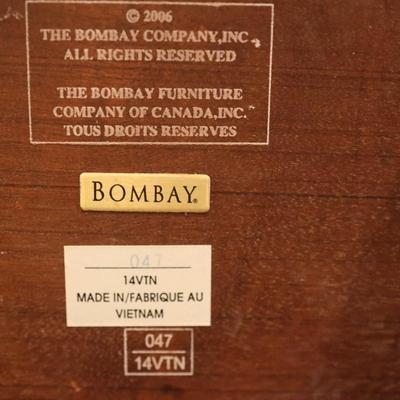 © 2006
THE BOMBAY COMPANY, INC.
ALL RIGHTS RESERVED
THE BOMBAY FURNITURE
COMPANY OF CANADA, INC.
TOUS DROITS RESERVES
BOMBAY®
047
14VTN
MADE IN/FABRIQUE AU
VIETNAM
047
14VTN